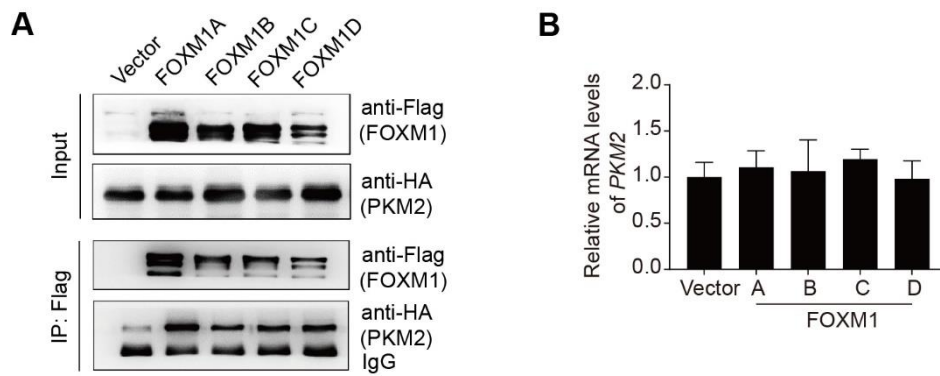 A
Vector
FOXM1A
FOXM1B
FOXM1C
FOXM1D
Input
anti-Flag
(FOXM1)
anti-HA
(PKM2)
IP: Flag
anti-Flag
(FOXM1)
anti-HA
(PKM2)
IgG
B
Relative mRNA levels
of PKM2
2.0
1.5
1.0
0.5
0.0
Vector A B C D
FOXM1